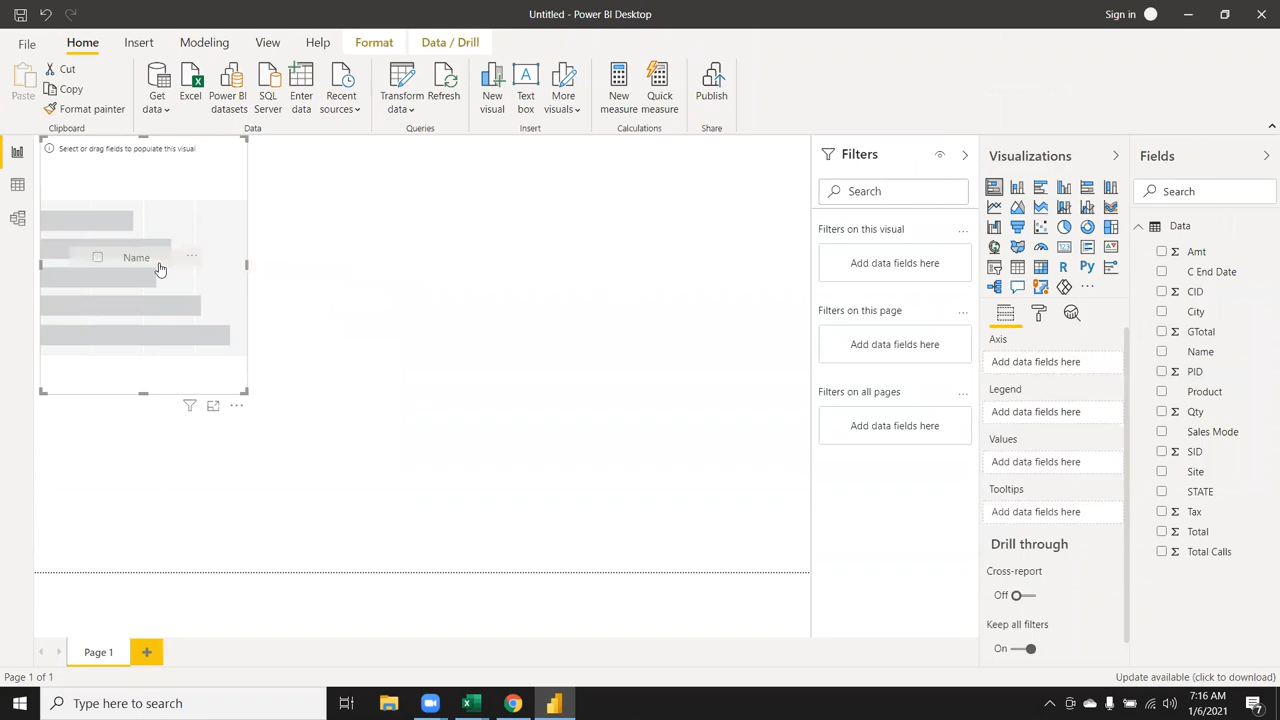 Untitled - Power BI Desktop
Sign in
File
Home
Insert
Modeling
View
Help
Format
Data / Drill
Paste
Cut
Copy
Format painter
Clipboard
Get data
Excel
Power BI datasets
SQL Server
Enter data
Recent sources
Data
Transform data
Refresh
Queries
New visual
Text box
More visuals
Insert
New measure
Quick measure
Calculations
Publish
Share
Select or drag fields to populate this visual
Name
Filters
Search
Filters on this visual
Add data fields here
Filters on this page
Add data fields here
Filters on all pages
Add data fields here
Visualizations
R
Py
Axis
Add data fields here
Legend
Add data fields here
Values
Add data fields here
Tooltips
Add data fields here
Drill through
Cross-report
Off
Keep all filters
On
Fields
Search
Data
Amt
C End Date
CID
City
GTotal
Name
PID
Product
Qty
Sales Mode
SID
Site
STATE
Tax
Total
Total Calls
Page 1
Page 1 of 1
Update available (click to download)
Type here to search
7:16 AM
1/6/2021